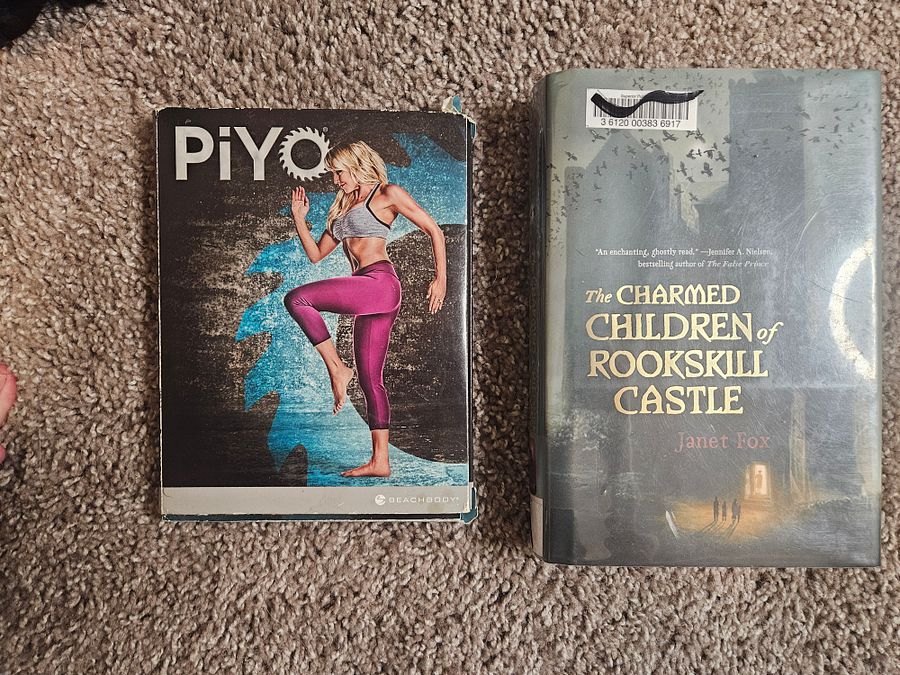 PiYO
BEACHBODY
3 6120 00383 6917
"An enchanting, ghostly read." —Jennifer A. Nielsen,
bestselling author of The False Prince
The CHARMED
CHILDREN of
ROOKSKILL
CASTLE
Janet Fox